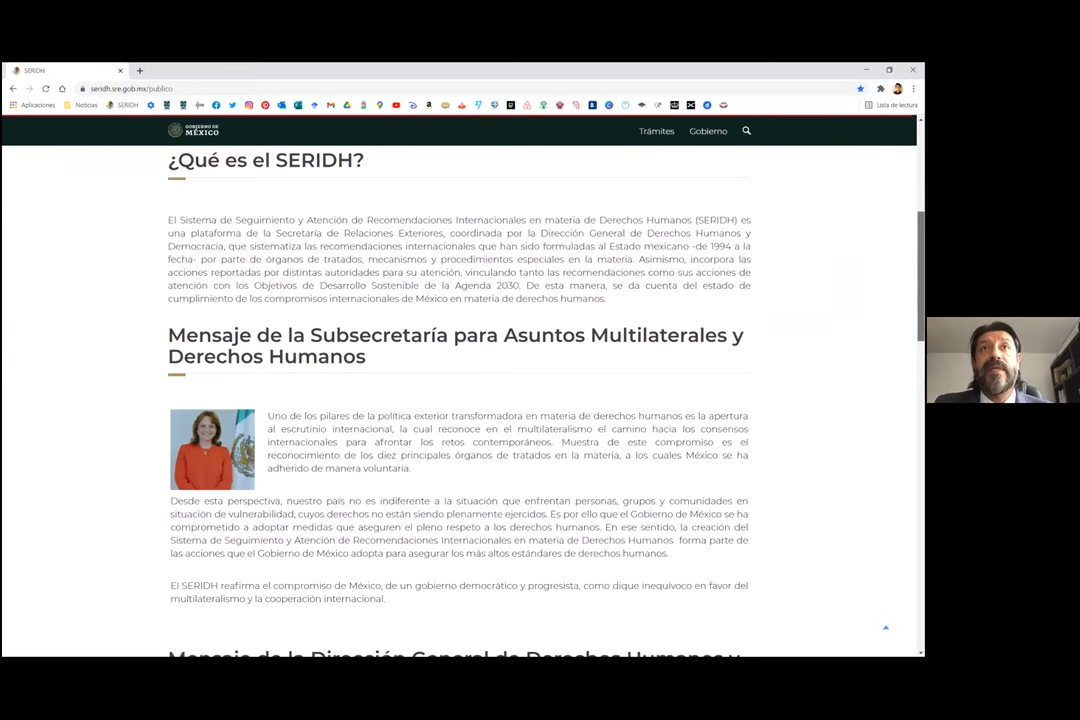 SERIDH
seridh.sre.gob.mx/publico
Aplicaciones
Noticias
SERIDH
Lista de lectura
GOBIERNO DE
MÉXICO
Trámites
Gobierno
¿Qué es el SERIDH?
El Sistema de Seguimiento y Atención de Recomendaciones Internacionales en materia de Derechos Humanos (SERIDH) es
una plataforma de la Secretaría de Relaciones Exteriores, coordinada por la Dirección General de Derechos Humanos y
Democracia, que sistematiza las recomendaciones internacionales que han sido formuladas al Estado mexicano -de 1994 a la
fecha- por parte de órganos de tratados, mecanismos y procedimientos especiales en la materia. Asimismo, incorpora las
acciones reportadas por distintas autoridades para su atención, vinculando tanto las recomendaciones como sus acciones de
atención con los Objetivos de Desarrollo Sostenible de la Agenda 2030. De esta manera, se da cuenta del estado de
cumplimiento de los compromisos internacionales de México en materia de derechos humanos.
Mensaje de la Subsecretaría para Asuntos Multilaterales y
Derechos Humanos
Uno de los pilares de la política exterior transformadora en materia de derechos humanos es la apertura
al escrutinio internacional, la cual reconoce en el multilateralismo el camino hacia los consensos
internacionales para afrontar los retos contemporáneos. Muestra de este compromiso es el
reconocimiento de los diez principales órganos de tratados en la materia, a los cuales México se ha
adherido de manera voluntaria.
Desde esta perspectiva, nuestro país no es indiferente a la situación que enfrentan personas, grupos y comunidades en
situación de vulnerabilidad, cuyos derechos no están siendo plenamente ejercidos. Es por ello que el Gobierno de México se ha
comprometido a adoptar medidas que aseguren el pleno respeto a los derechos humanos. En ese sentido, la creación del
Sistema de Seguimiento y Atención de Recomendaciones Internacionales en materia de Derechos Humanos forma parte de
las acciones que el Gobierno de México adopta para asegurar los más altos estándares de derechos humanos.
El SERIDH reafirma el compromiso de México, de un gobierno democrático y progresista, como dique inequívoco en favor del
multilateralismo y la cooperación internacional.
Mensaje de la Dirección General de Derechos Humanos y